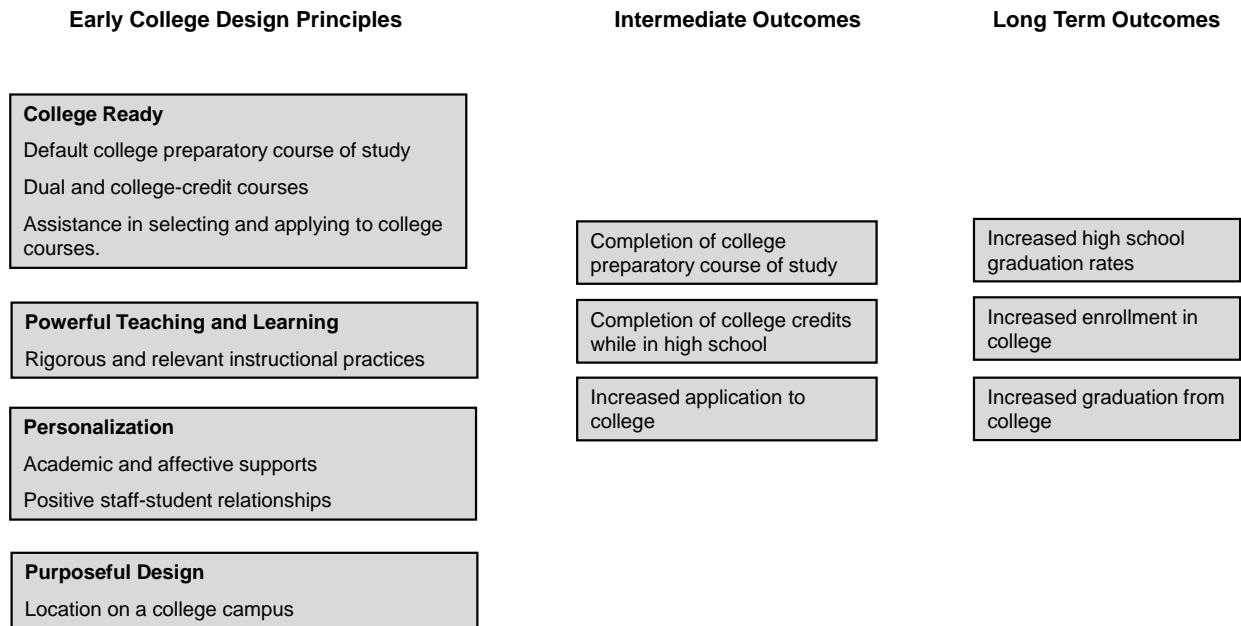 Early College Design Principles
Intermediate Outcomes
Long Term Outcomes
College Ready
Default college preparatory course of study
Dual and college-credit courses
Assistance in selecting and applying to college
courses.
Powerful Teaching and Learning
Rigorous and relevant instructional practices
Personalization
Academic and affective supports
Positive staff-student relationships
Purposeful Design
Location on a college campus
Completion of college
preparatory course of study
Completion of college credits
while in high school
Increased application to
college
Increased high school
graduation rates
Increased enrollment in
college
Increased graduation from
college